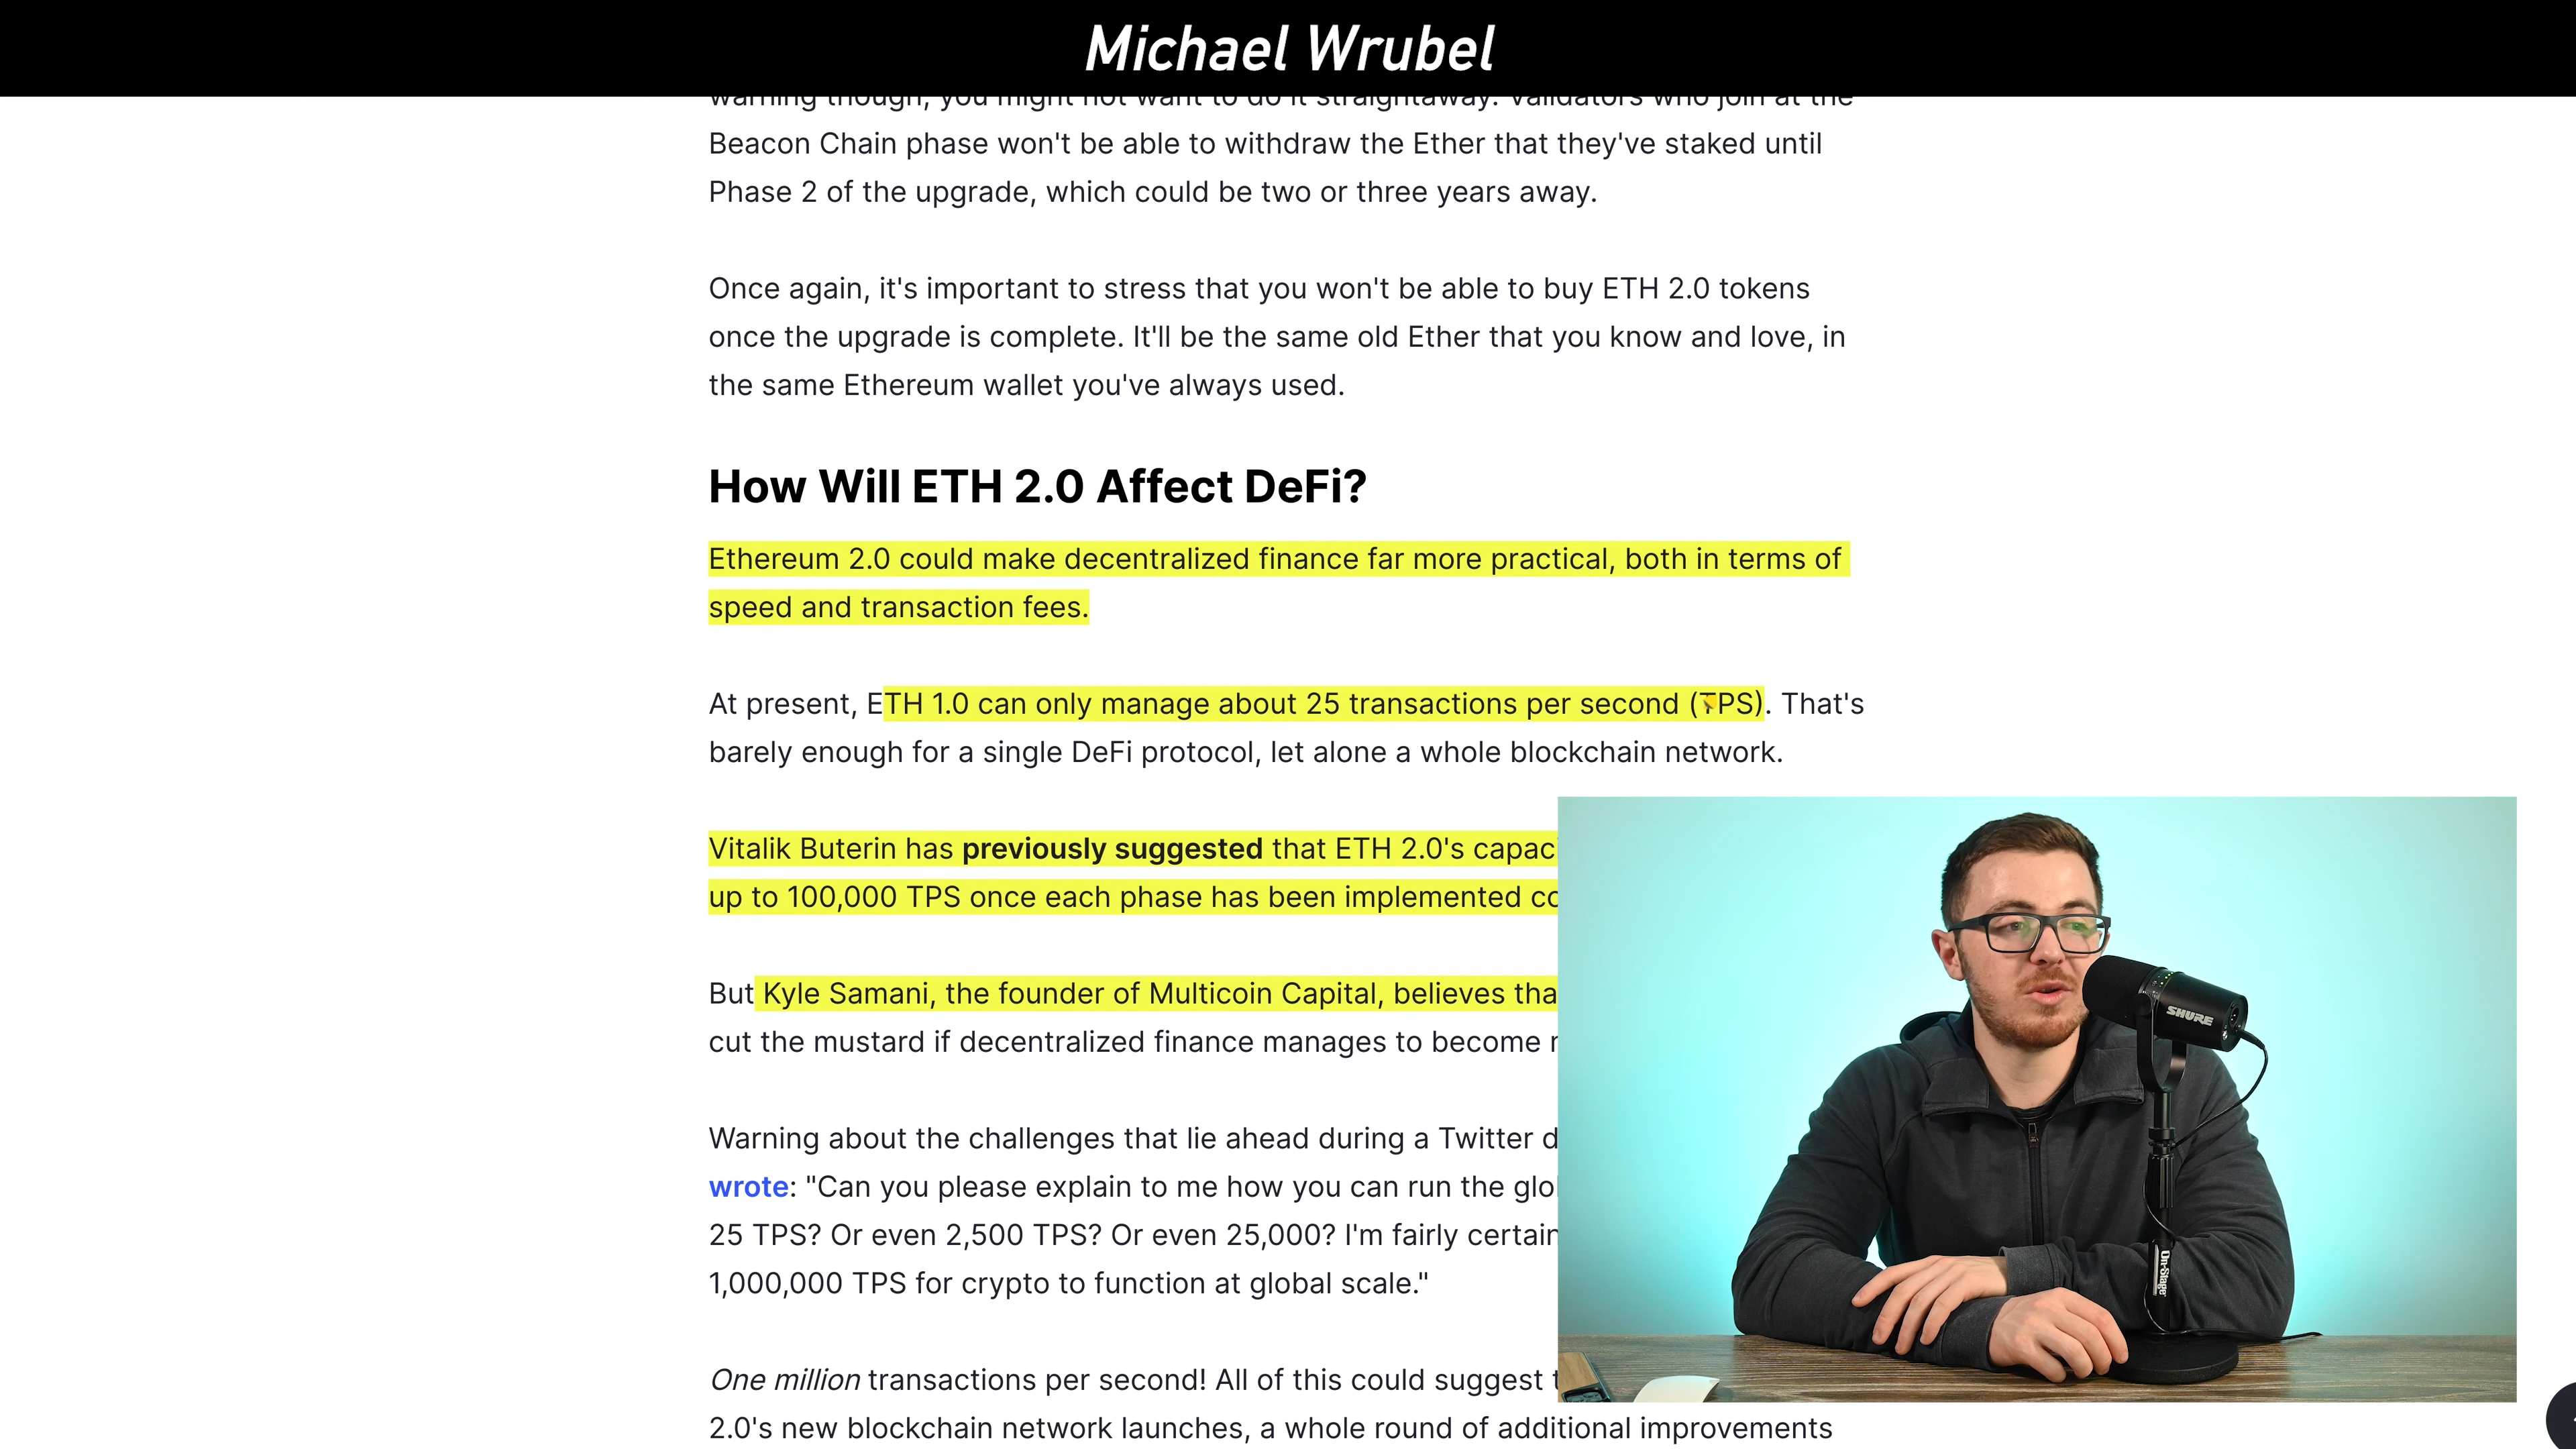 Michael Wrubel
warning though, you might not want to do it straightaway. Validators who join at the
Beacon Chain phase won't be able to withdraw the Ether that they've staked until
Phase 2 of the upgrade, which could be two or three years away.
Once again, it's important to stress that you won't be able to buy ETH 2.0 tokens
once the upgrade is complete. It'll be the same old Ether that you know and love, in
the same Ethereum wallet you've always used.
How Will ETH 2.0 Affect DeFi?
Ethereum 2.0 could make decentralized finance far more practical, both in terms of
speed and transaction fees.
At present, ETH 1.0 can only manage about 25 transactions per second (TPS). That's
barely enough for a single DeFi protocol, let alone a whole blockchain network.
Vitalik Buterin has previously suggested that ETH 2.0's
up to 100,000 TPS once each phase has been implemented
But Kyle Samani, the founder of Multicoin Capital, believes
cut the mustard if decentralized finance manages to become
Warning about the challenges that lie ahead during a Twitter
wrote: "Can you please explain to me how you can run the
25 TPS? Or even 2,500 TPS? Or even 25,000? I'm fairly certain
1,000,000 TPS for crypto to function at global scale."
One million transactions per second! All of this could suggest
2.0's new blockchain network launches, a whole round of additional improvements
SHURE
On-Stage